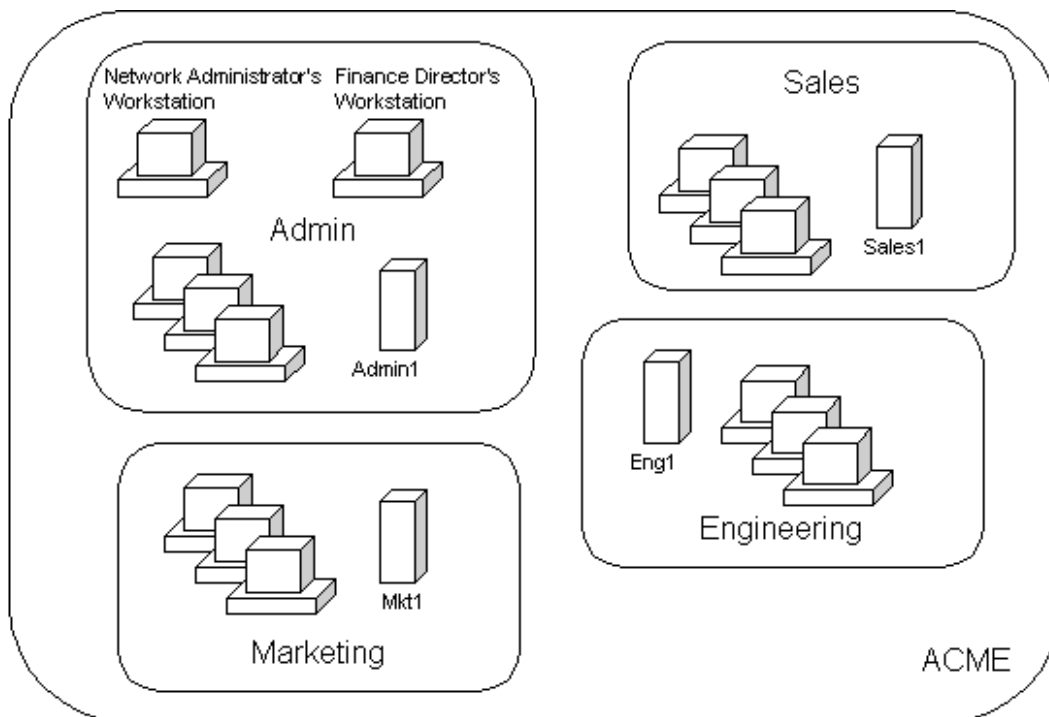 Network Administrator's
Workstation
Finance Director's
Workstation
Admin
Admin1
Sales
Sales1
Eng1
Engineering
Mkt1
Marketing
ACME